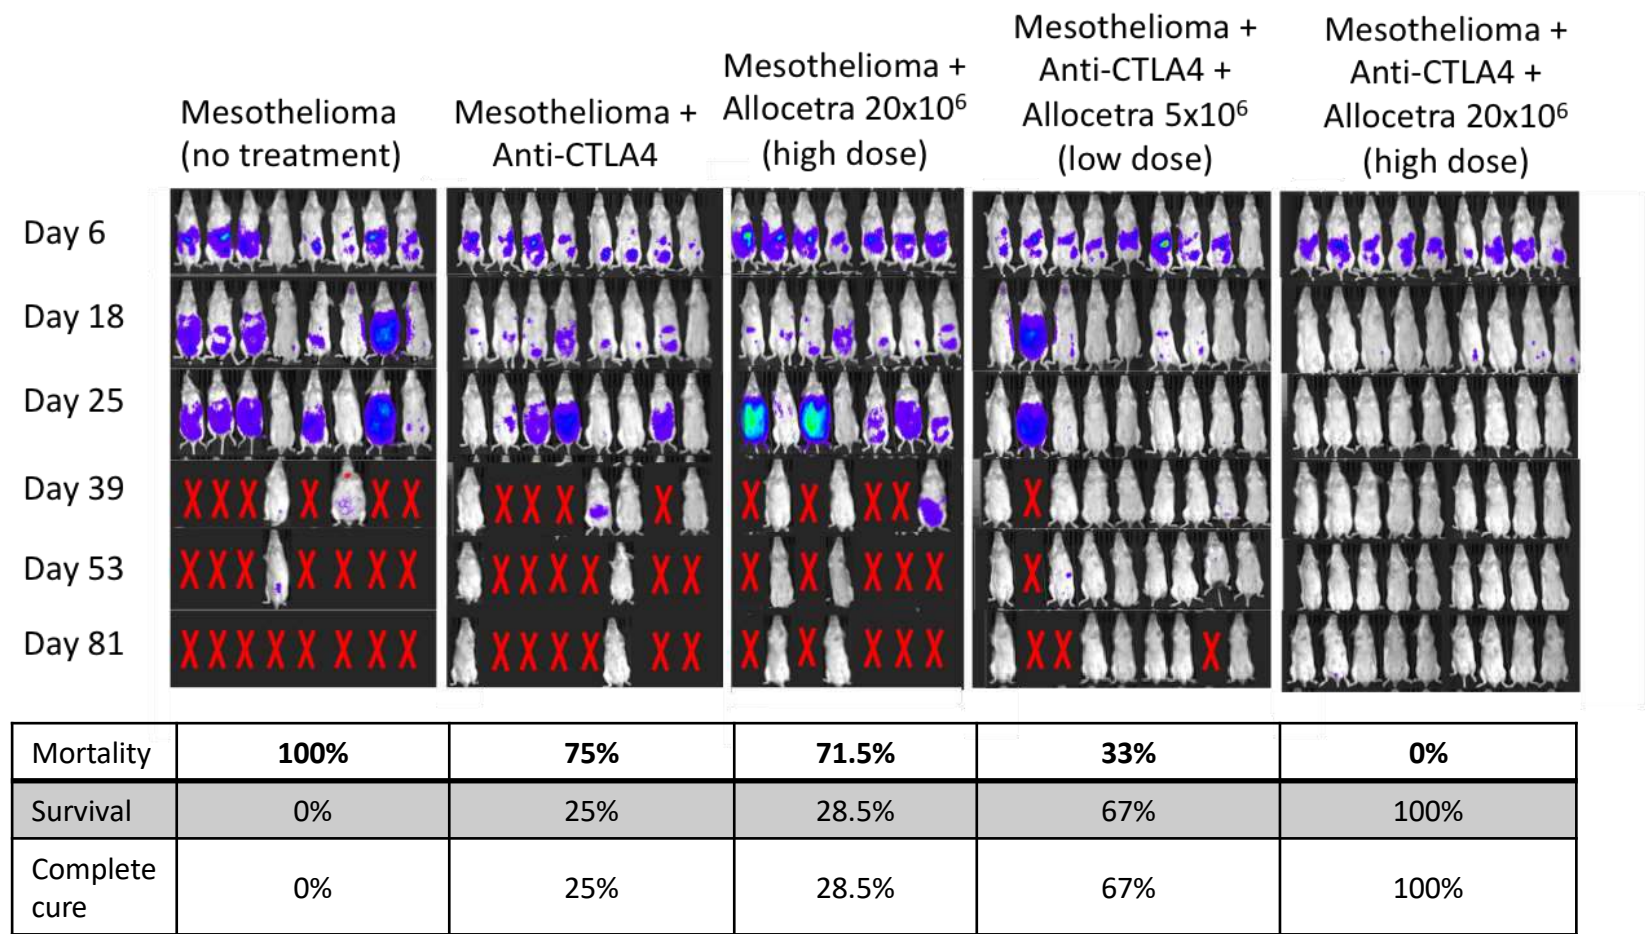 Mesothelioma
(no treatment)
Mesothelioma +
Anti-CTLA4
Mesothelioma +
Allocetra 20x10⁶
(high dose)
Mesothelioma +
Anti-CTLA4 +
Allocetra 5x10⁶
(low dose)
Mesothelioma +
Anti-CTLA4 +
Allocetra 20x10⁶
(high dose)
Day 6
Day 18
Day 25
Day 39
X X X X X X
X X X X
X X X X
X
Day 53
X X X X X X X
X X X X X X
X X X X X
X
Day 81
X X X X X X X X
X X X X X X
X X X X X
X X X
Mortality 100% 75% 71.5% 33% 0%
Survival 0% 25% 28.5% 67% 100%
Complete
cure 0% 25% 28.5% 67% 100%